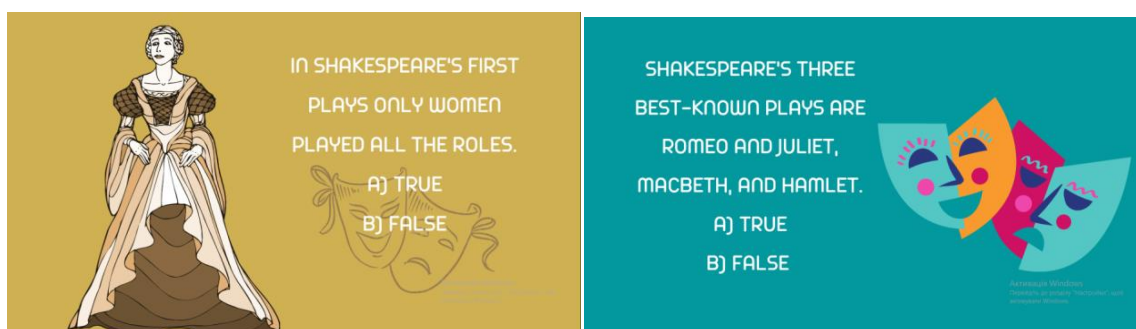 IN SHAKESPEARE'S FIRST
PLAYS ONLY WOMEN
PLAYED ALL THE ROLES.
A) TRUE
B) FALSE
SHAKESPEARE'S THREE
BEST-KNOWN PLAYS ARE
ROMEO AND JULIET,
MACBETH, AND HAMLET.
A) TRUE
B) FALSE
Активація Windows